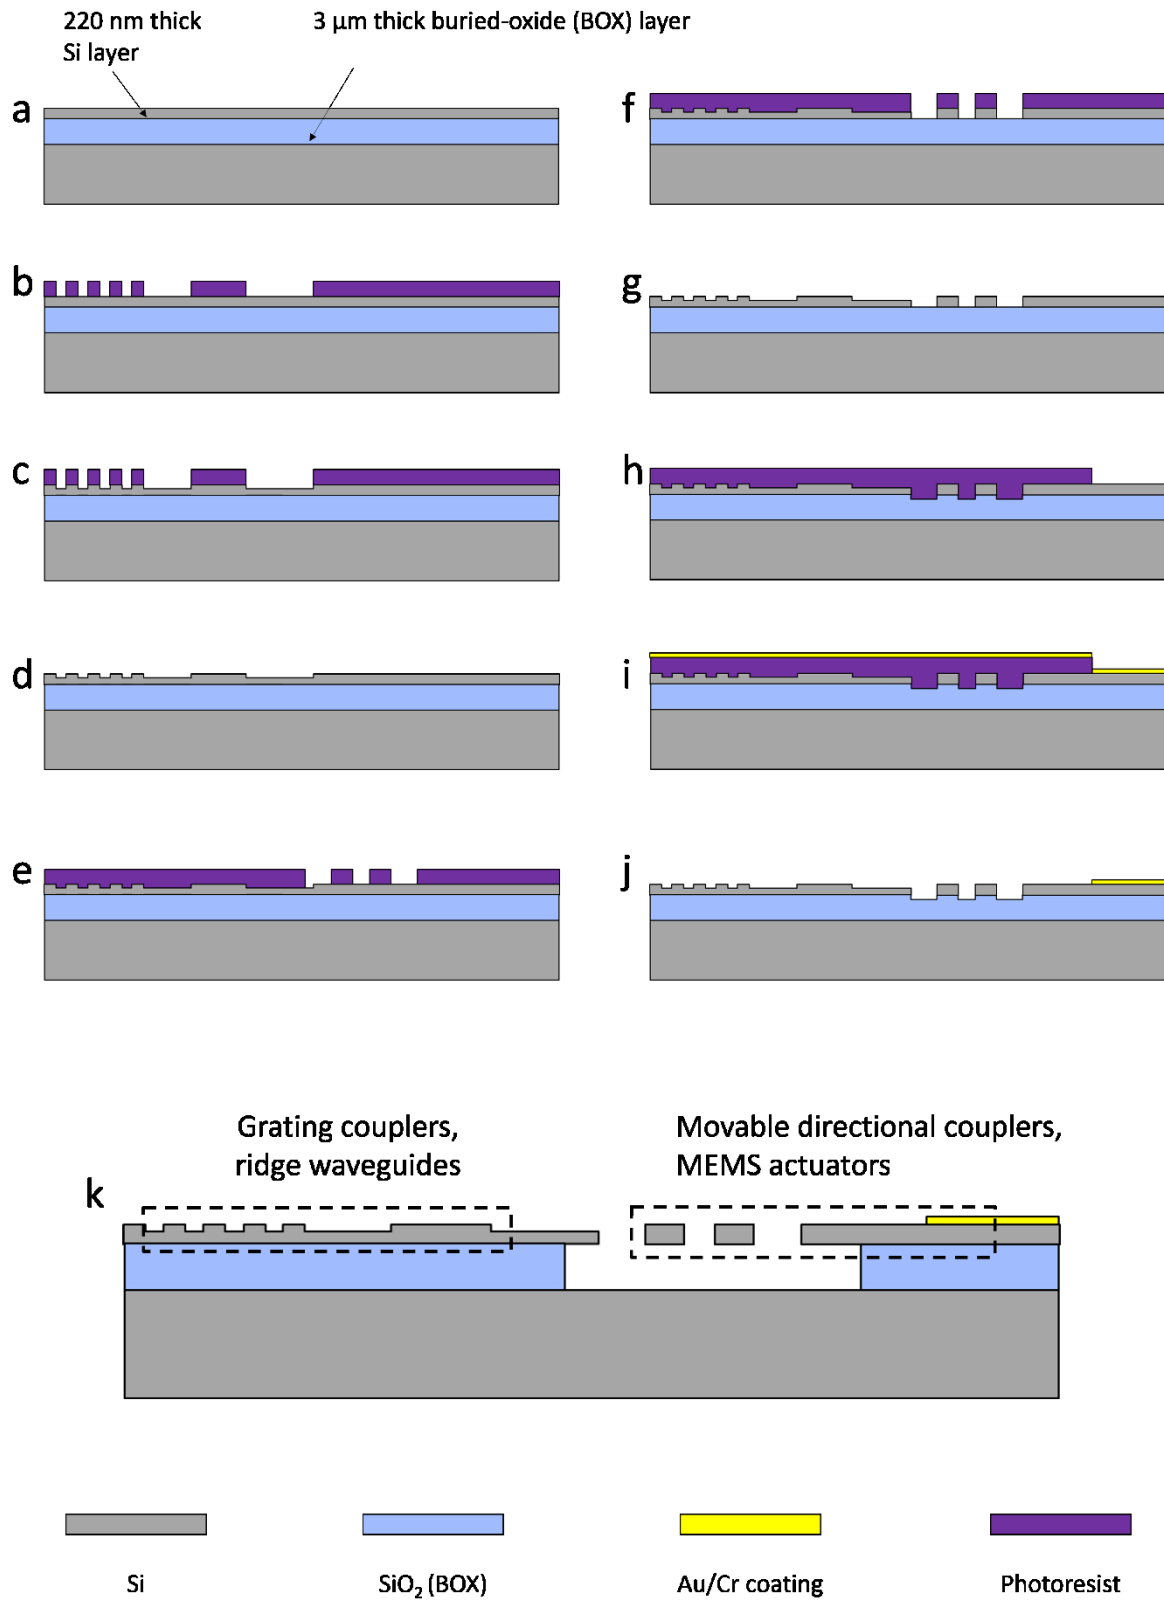 220 nm thick
Si layer
3 µm thick buried-oxide (BOX) layer
a
b
c
d
e
f
g
h
i
j
Grating couplers,
ridge waveguides
Movable directional couplers,
MEMS actuators
k
Si
SiO₂ (BOX)
Au/Cr coating
Photoresist